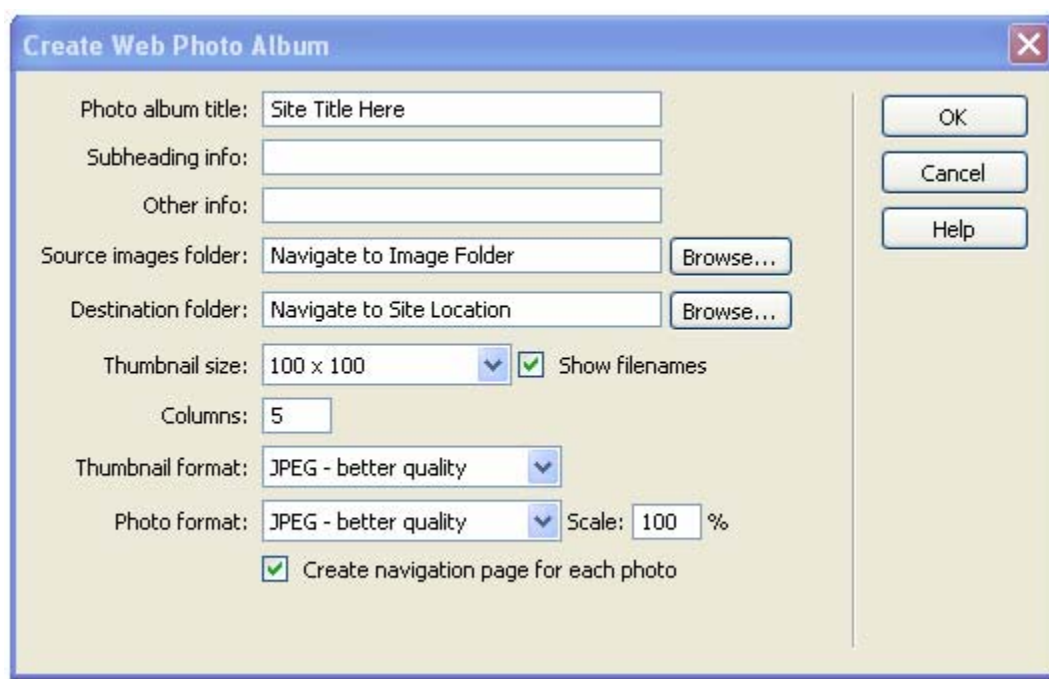 Create Web Photo Album
Photo album title: Site Title Here
Subheading info:
Other info:
Source images folder: Navigate to Image Folder Browse...
Destination folder: Navigate to Site Location Browse...
Thumbnail size: 100 x 100 Show filenames
Columns: 5
Thumbnail format: JPEG - better quality
Photo format: JPEG - better quality Scale: 100 %
Create navigation page for each photo
OK
Cancel
Help